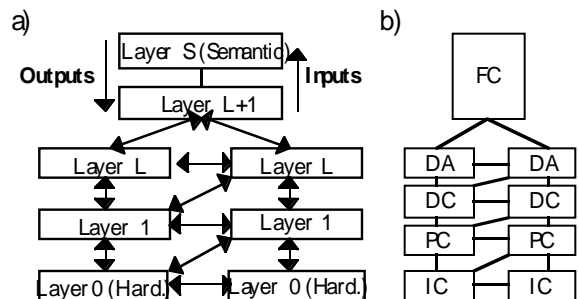 a)
Layer S (Semantic)
Outputs
Inputs
Layer L+1
Layer L
Layer L
Layer 1
Layer 1
Layer 0 (Hard.)
Layer 0 (Hard.)
b)
FC
DA
DA
DC
DC
PC
PC
IC
IC